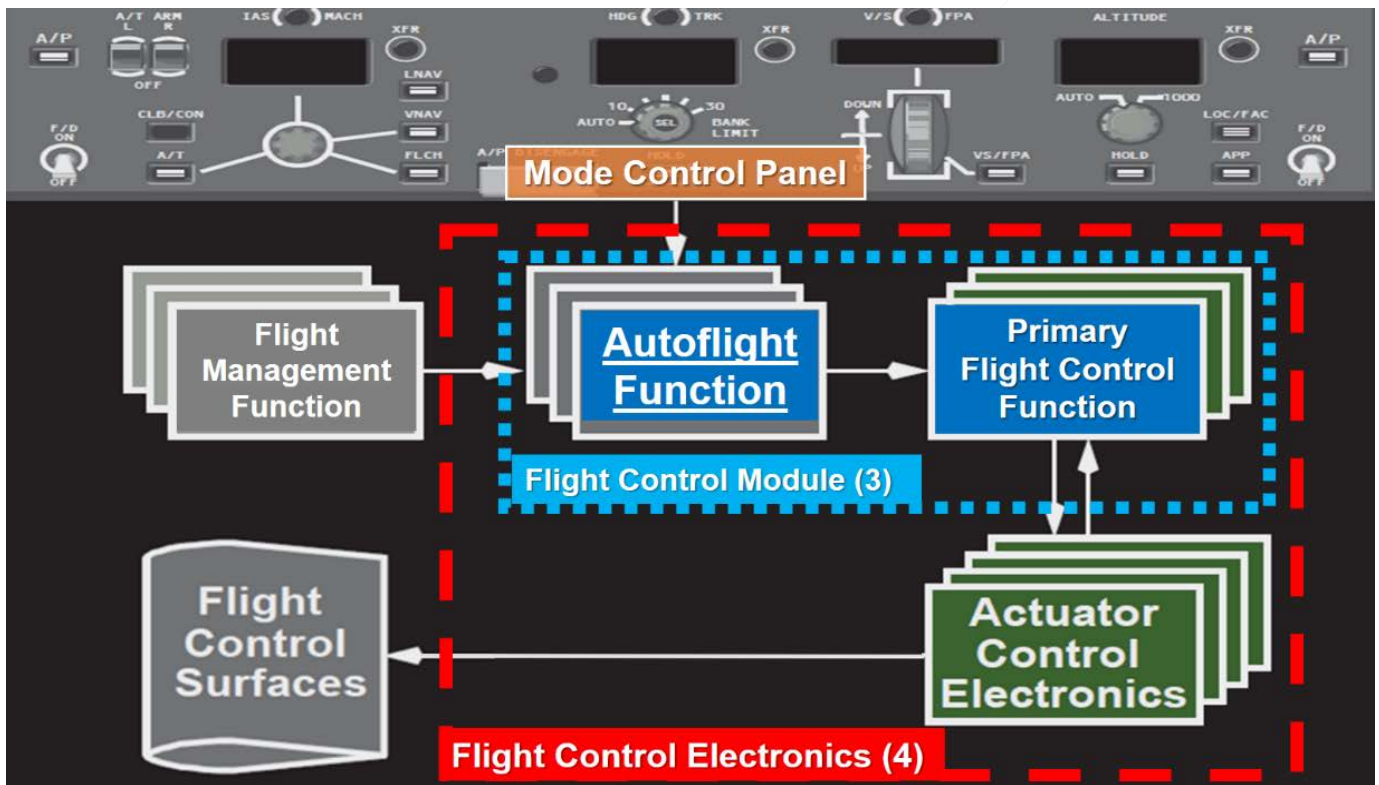 A/T ARM
L R
IAS MACH
HDG TRK
V/S FPA
ALTITUDE
A/P
XFR
XFR
XFR
A/P
OFF
LNAV
CLB/CON
VNAV
10 30
AUTO SEL BANK
LIMIT
DOWN
AUTO 1000
LOC/FAC
F/D
ON
OFF
A/T
FLCH
A/P DISENGAGE
HOLD
UP
VS/FPA
HOLD
APP
F/D
ON
OFF
Mode Control Panel
Flight
Management
Function
Autoflight
Function
Primary
Flight Control
Function
Flight Control Module (3)
Flight
Control
Surfaces
Actuator
Control
Electronics
Flight Control Electronics (4)